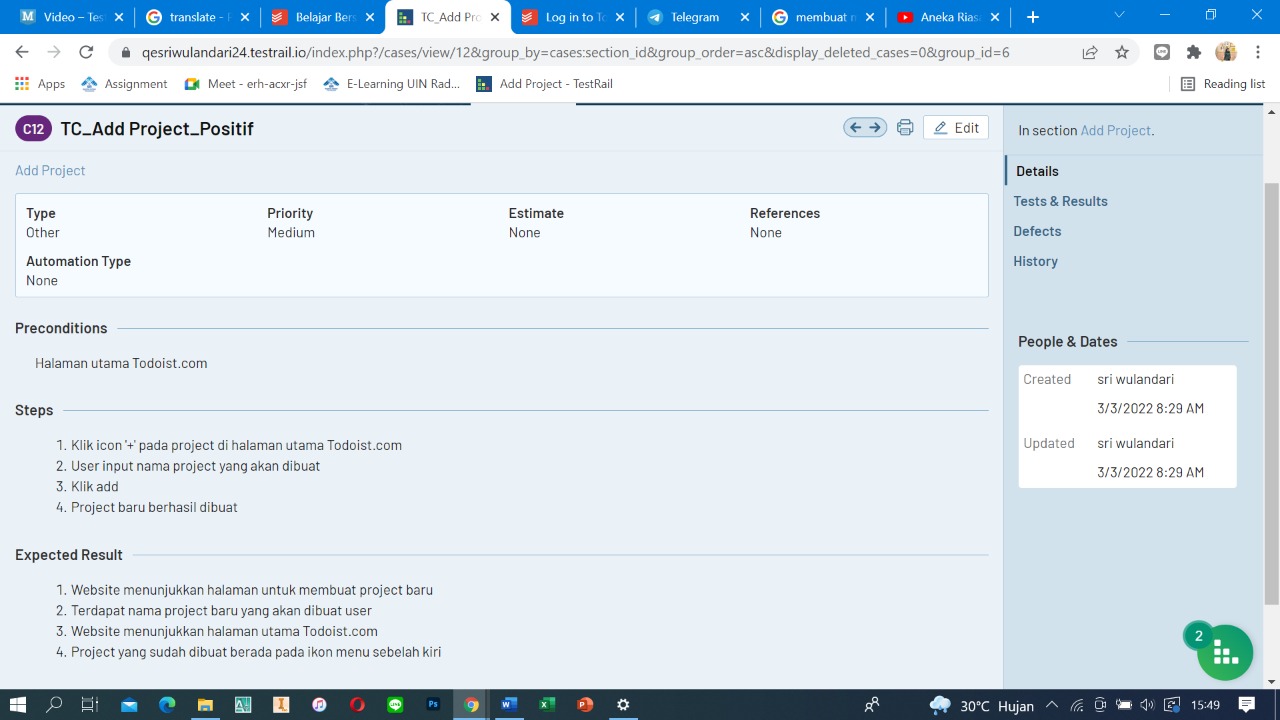 Video – Tes
translate -
Belajar Bers
TC_Add Pro
Log in to To
Telegram
membuat n
Aneka Rias
qesriwulandari24.testrail.io/index.php?/cases/view/12&group_by=cases:section_id&group_order=asc&display_deleted_cases=0&group_id=6
Apps
Assignment
Meet - erh-acxr-jsf
E-Learning UIN Rad...
Add Project - TestRail
Reading list
C12 TC_Add Project_Positif
Edit
In section Add Project.
Add Project
Details
Tests & Results
Defects
History
Type
Other
Priority
Medium
Estimate
None
References
None
Automation Type
None
Preconditions
Halaman utama Todoist.com
Steps
1. Klik icon '+' pada project di halaman utama Todoist.com
2. User input nama project yang akan dibuat
3. Klik add
4. Project baru berhasil dibuat
Expected Result
1. Website menunjukkan halaman untuk membuat project baru
2. Terdapat nama project baru yang akan dibuat user
3. Website menunjukkan halaman utama Todoist.com
4. Project yang sudah dibuat berada pada ikon menu sebelah kiri
People & Dates
Created sri wulandari
3/3/2022 8:29 AM
Updated sri wulandari
3/3/2022 8:29 AM
2
30°C Hujan
15:49